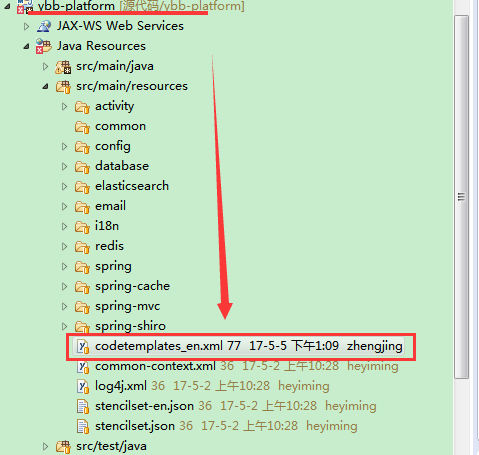 ybb-platform [源代码/ybb-platform]
JAX-WS Web Services
Java Resources
src/main/java
src/main/resources
activity
common
config
database
elasticsearch
email
i18n
redis
spring
spring-cache
spring-mvc
spring-shiro
codetemplates_en.xml 77 17-5-5 下午1:09 zhengjing
common-context.xml 36 17-5-2 上午10:28 heyiming
log4j.xml 36 17-5-2 上午10:28 heyiming
stencilset-en.json 36 17-5-2 上午10:28 heyiming
stencilset.json 36 17-5-2 上午10:28 heyiming
src/test/java